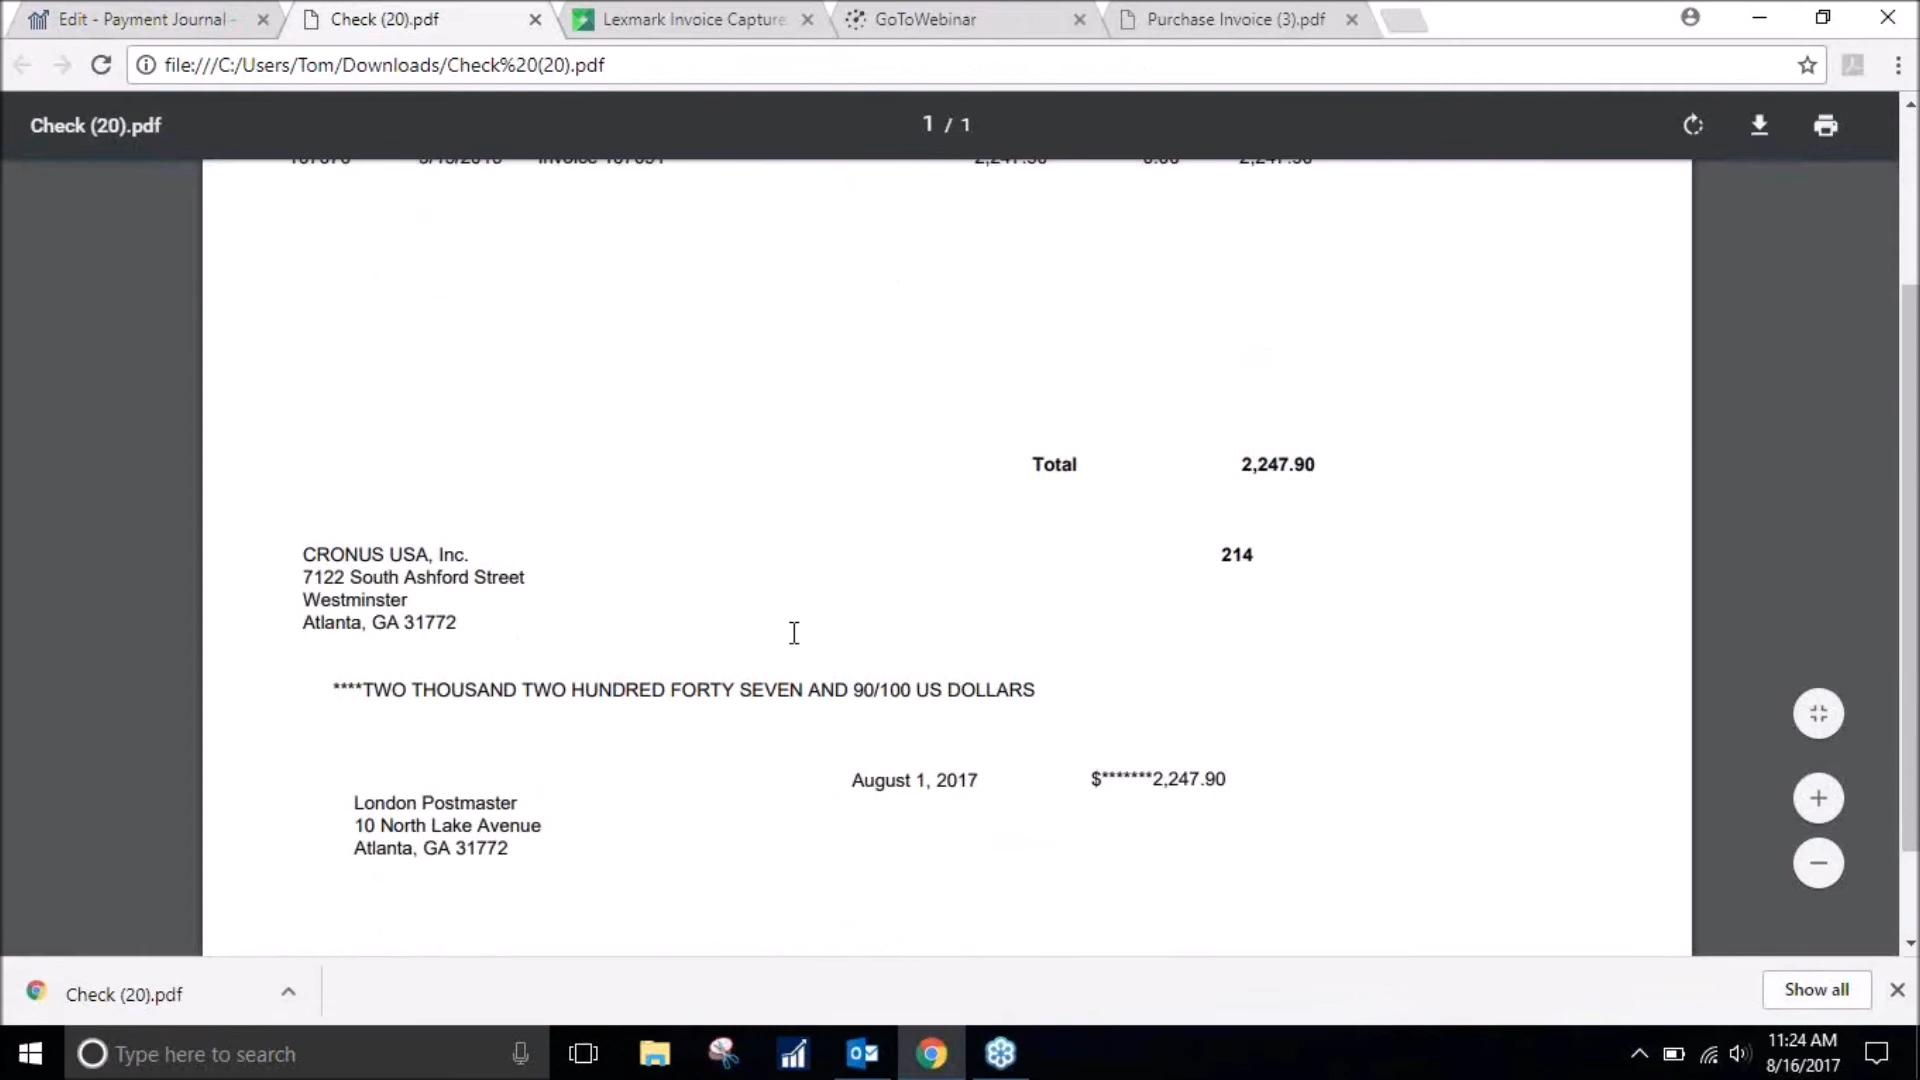 Edit - Payment Journal -
Check (20).pdf
Lexmark Invoice Capture
GoToWebinar
Purchase Invoice (3).pdf
file:///C:/Users/Tom/Downloads/Check%20(20).pdf
Check (20).pdf
1 / 1
Total 2,247.90
CRONUS USA, Inc. 214
7122 South Ashford Street
Westminster
Atlanta, GA 31772
****TWO THOUSAND TWO HUNDRED FORTY SEVEN AND 90/100 US DOLLARS
August 1, 2017 $*******2,247.90
London Postmaster
10 North Lake Avenue
Atlanta, GA 31772
Check (20).pdf
Show all
Type here to search
11:24 AM
8/16/2017